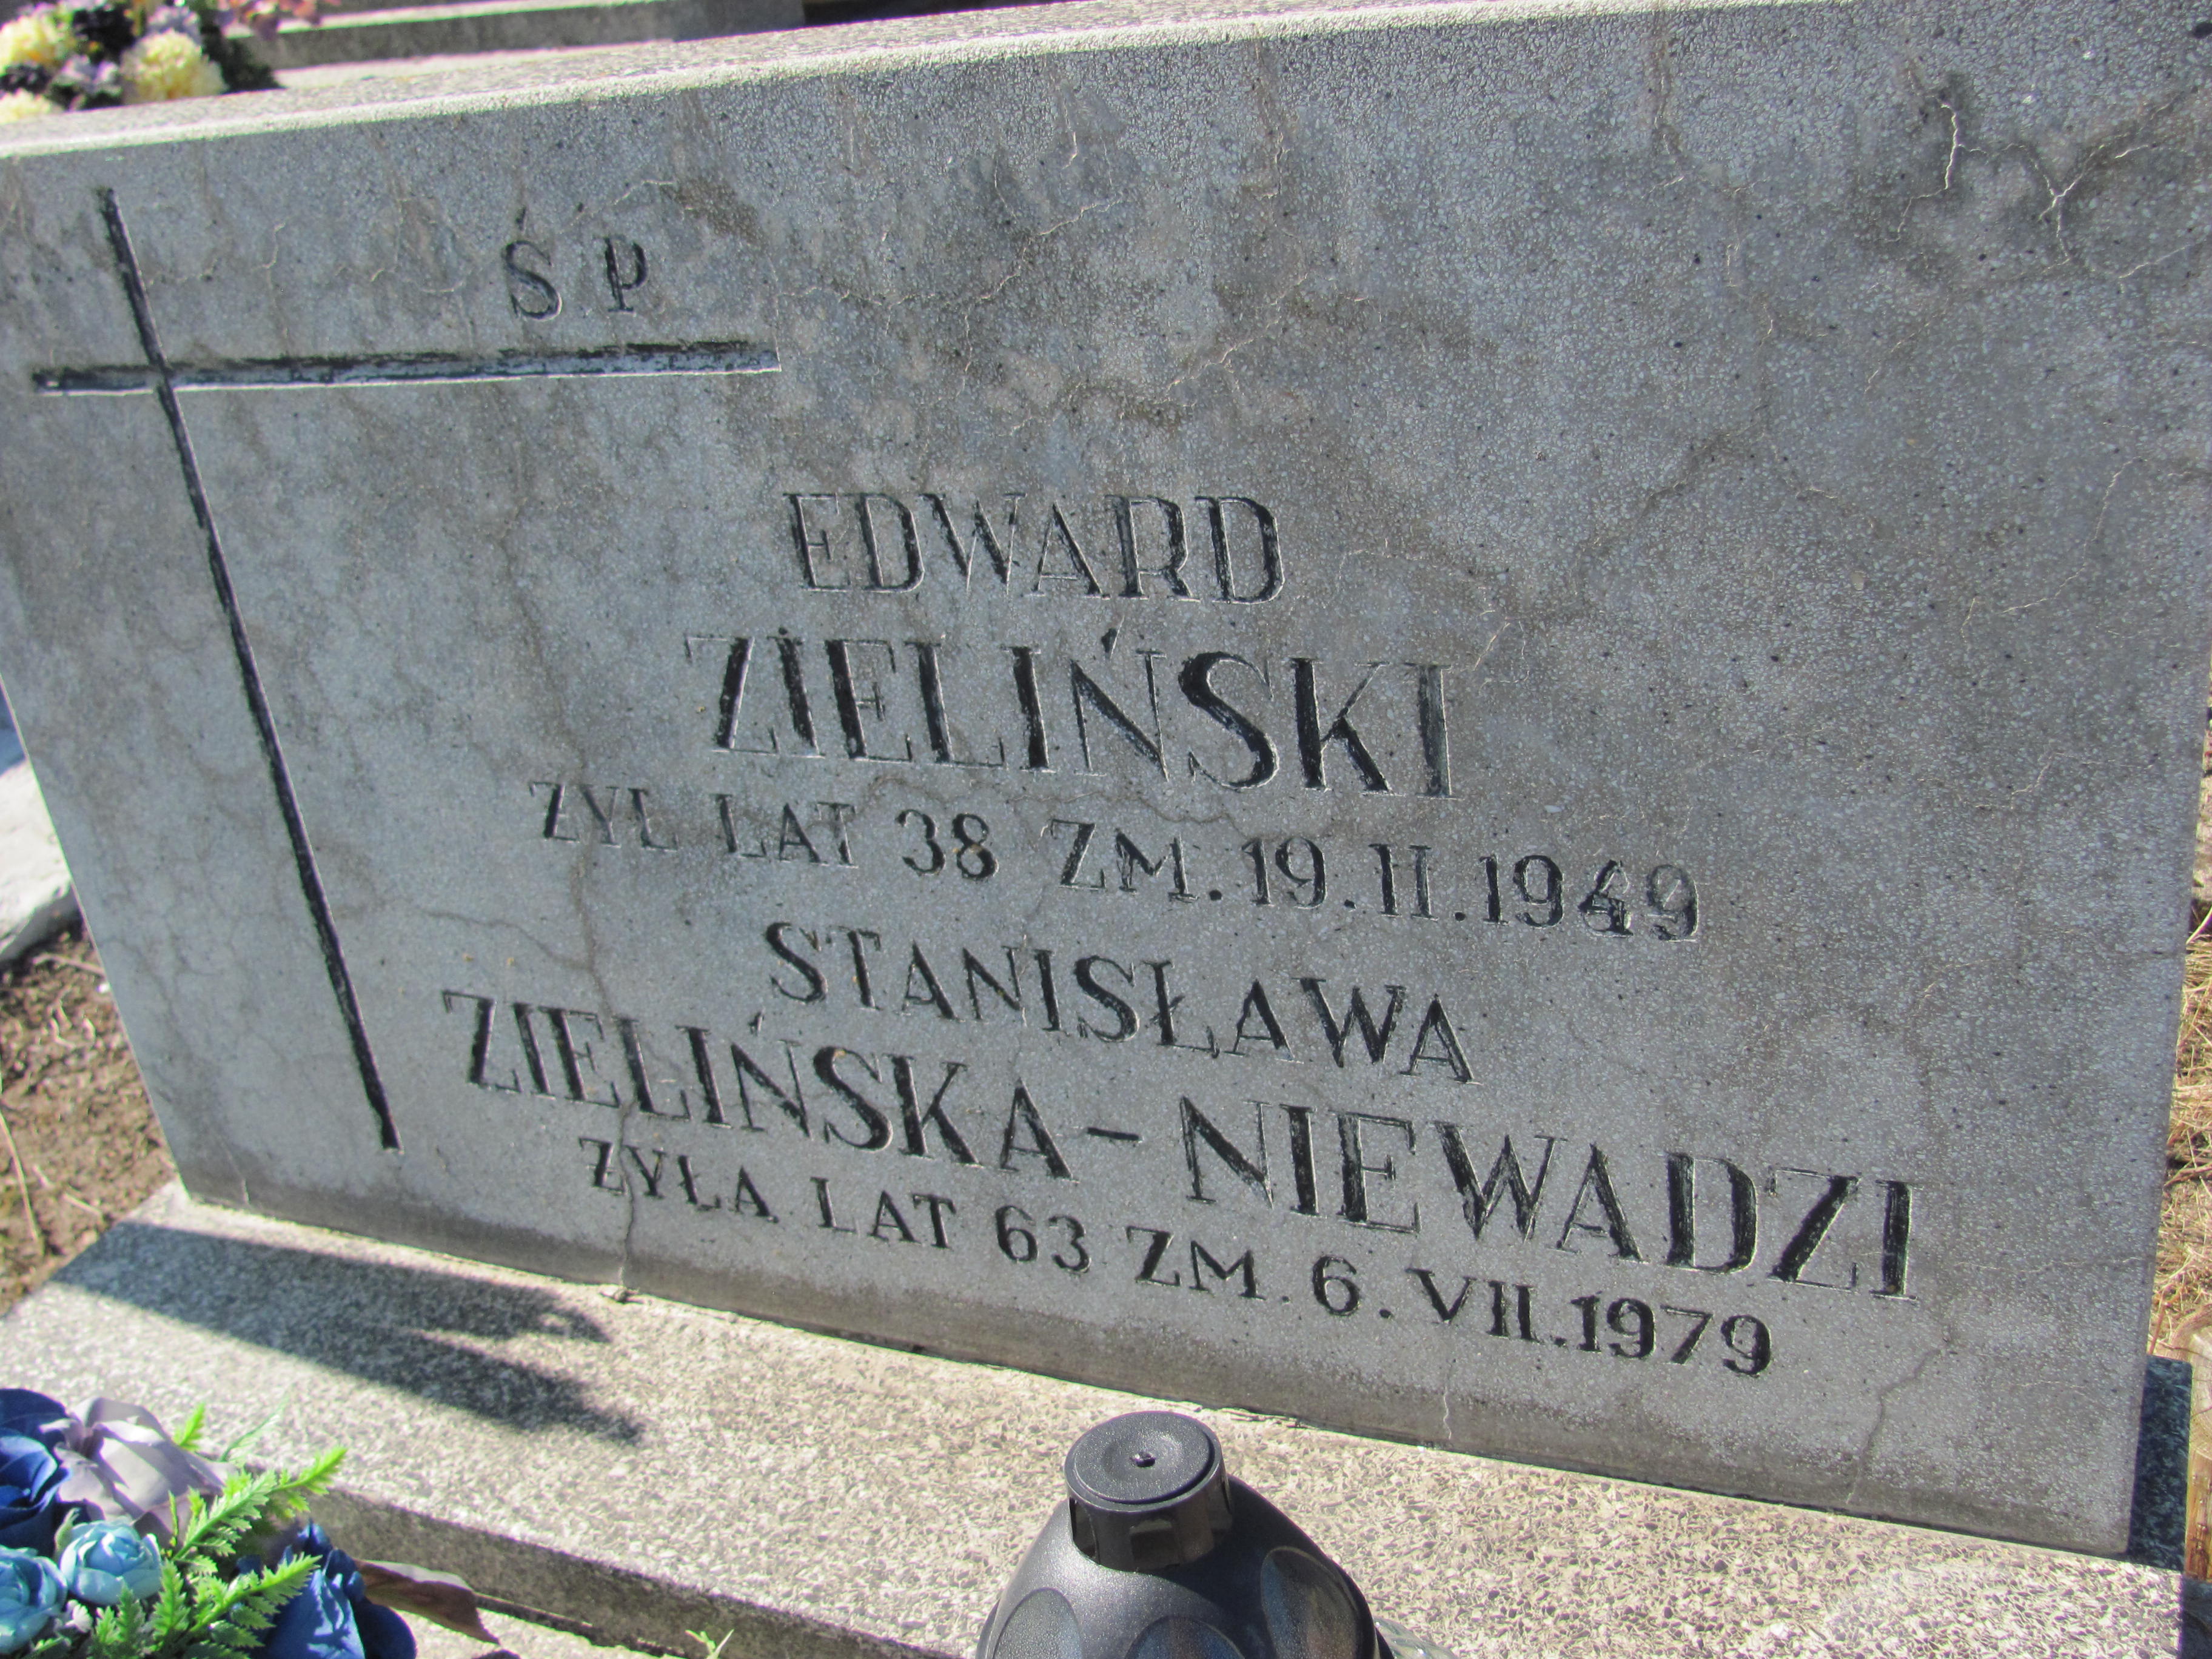 Ś P
EDWARD
ZIELIŃSKI
ŻYŁ LAT 38 ZM. 19.II.1949
STANISŁAWA
ZIELIŃSKA-NIEWADZI
ŻYŁA LAT 63 ZM. 6.VII.1979